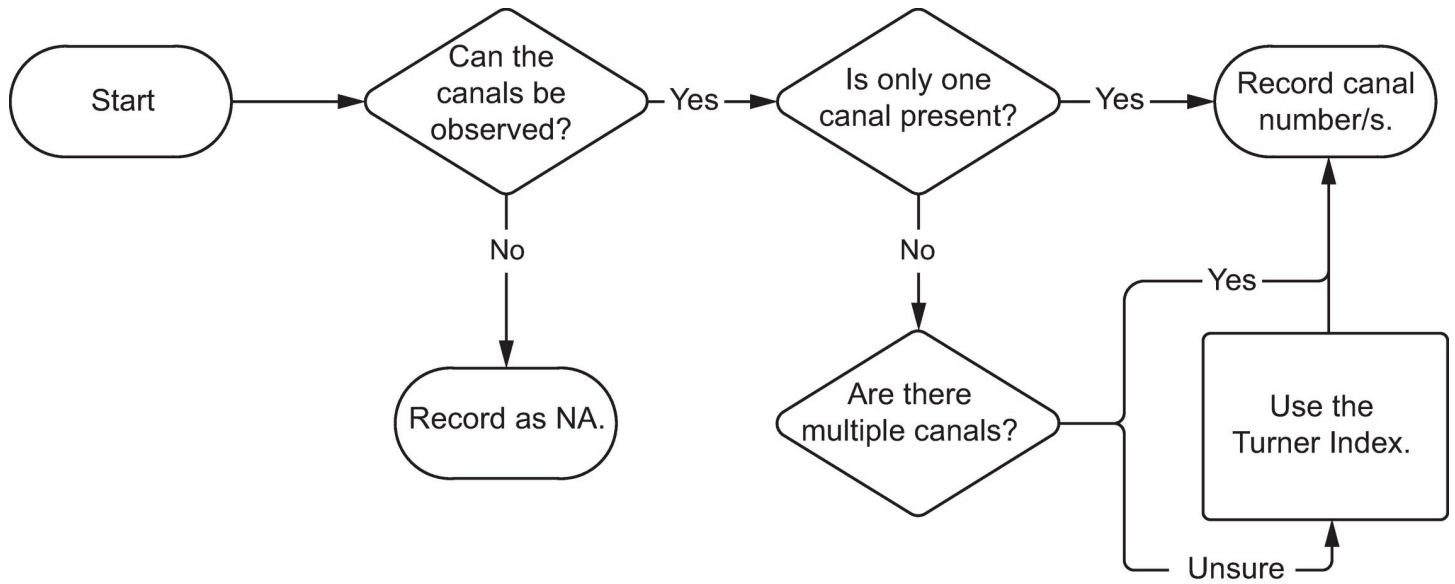 Start
Can the
canals be
observed?
Yes
Is only one
canal present?
Yes
Record canal
number/s.
No
No
Record as NA.
Are there
multiple canals?
Yes
Use the
Turner Index.
Unsure